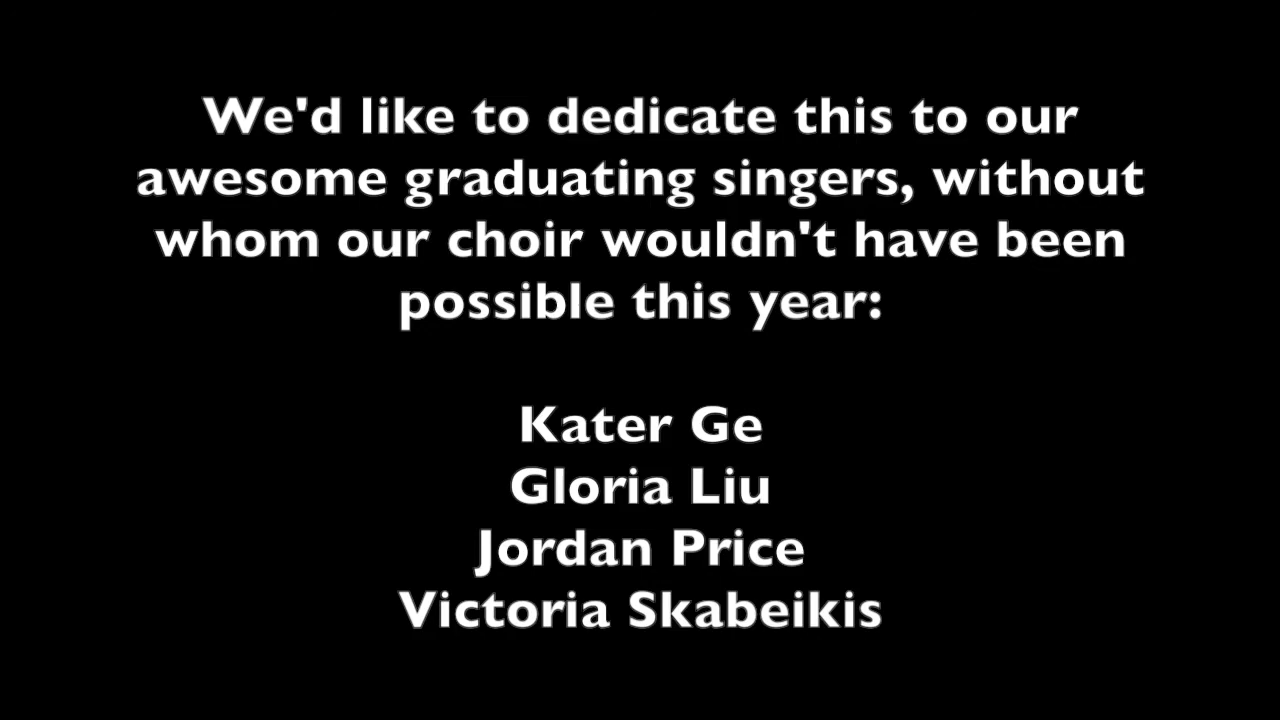 We'd like to dedicate this to our
awesome graduating singers, without
whom our choir wouldn't have been
possible this year:
Kater Ge
Gloria Liu
Jordan Price
Victoria Skabeikis